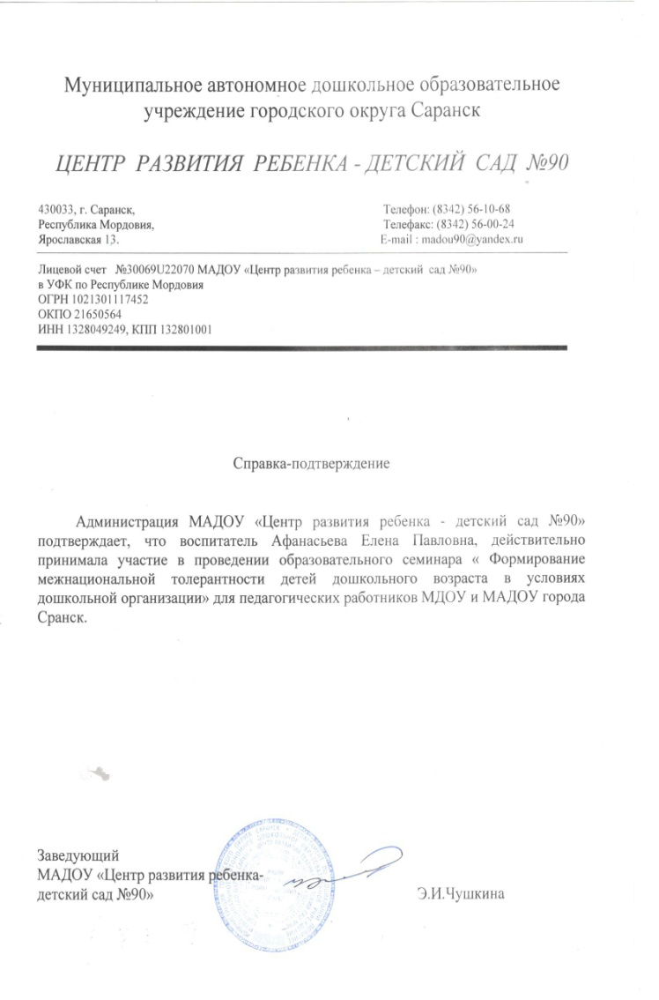 Муниципальное автономное дошкольное образовательное
учреждение городского округа Саранск
ЦЕНТР РАЗВИТИЯ РЕБЕНКА - ДЕТСКИЙ САД №90
430033, г. Саранск,
Республика Мордовия,
Ярославская 13.
Телефон: (8342) 56-10-68
Телефакс: (8342) 56-00-24
E-mail : madou90@yandex.ru
Лицевой счет №30069U22070 МАДОУ «Центр развития ребенка – детский сад №90»
в УФК по Республике Мордовия
ОГРН 1021301117452
ОКПО 21650564
ИНН 1328049249, КПП 132801001
Справка-подтверждение
Администрация МАДОУ «Центр развития ребенка - детский сад №90»
подтверждает, что воспитатель Афанасьева Елена Павловна, действительно
принимала участие в проведении образовательного семинара « Формирование
межнациональной толерантности детей дошкольного возраста в условиях
дошкольной организации» для педагогических работников МДОУ и МАДОУ города
Сранск.
Заведующий
МАДОУ «Центр развития ребенка-
детский сад №90»
Э.И.Чушкина